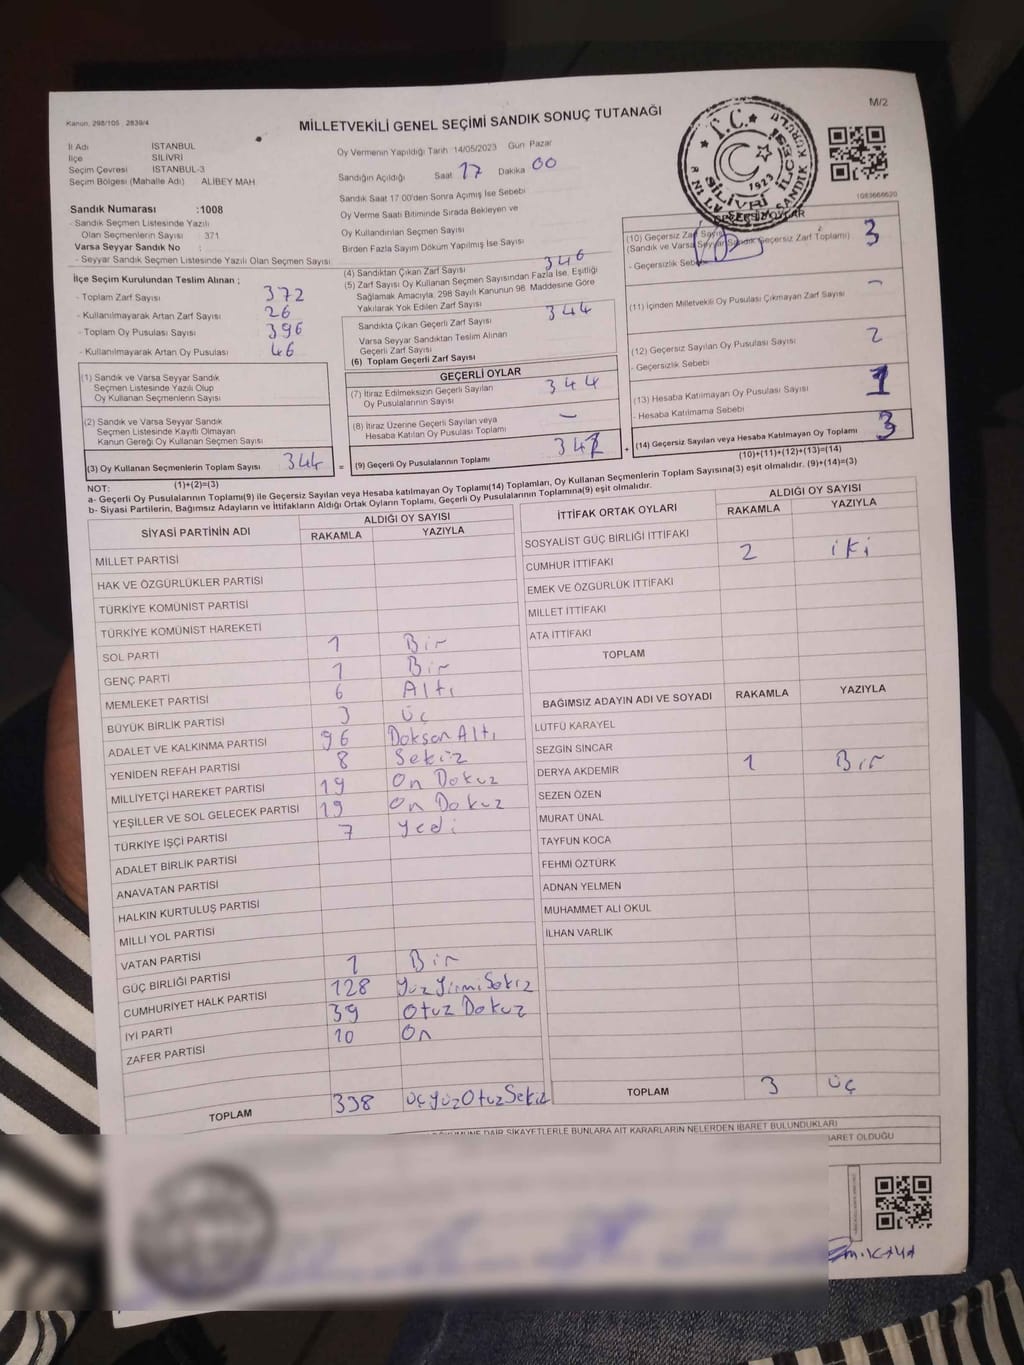 Kanun, 298/105 2839/4
M/2
MİLLETVEKİLİ GENEL SEÇİMİ SANDIK SONUÇ TUTANAĞI
İl Adı İSTANBUL
İlçe SİLİVRİ
Seçim Çevresi İSTANBUL-3
Seçim Bölgesi (Mahalle Adı) ALİBEY MAH
Sandık Numarası :1008
- Sandık Seçmen Listesinde Yazılı
Olan Seçmenlerin Sayısı :371
Varsa Seyyar Sandık No :
- Seyyar Sandık Seçmen Listesinde Yazılı Olan Seçmen Sayısı
Oy Vermenin Yapıldığı Tarih 14/05/2023 Gün Pazar
Sandığın Açıldığı Saat 17 Dakika 00
Sandık Saat 17:00'den Sonra Açımış İse Sebebi
Oy Verme Saati Bitiminde Sırada Bekleyen ve
Oy Kullandırılan Seçmen Sayısı
Birden Fazla Sayım Döküm Yapılmış İse Sayısı
T.C.
1923
SİLİVRİ
1083666620
İlçe Seçim Kurulundan Teslim Alınan ;
- Toplam Zarf Sayısı 372
- Kullanılmayarak Artan Zarf Sayısı 26
- Toplam Oy Pusulası Sayısı 396
- Kullanılmayarak Artan Oy Pusulası 46
(1) Sandık ve Varsa Seyyar Sandık
Seçmen Listesinde Yazılı Olup
Oy Kullanan Seçmenlerin Sayısı
(2) Sandık ve Varsa Seyyar Sandık
Seçmen Listesinde Kayıtlı Olmayan
Kanun Gereği Oy Kullanan Seçmen Sayısı
(3) Oy Kullanan Seçmenlerin Toplam Sayısı 344
(1)+(2)=(3)
(4) Sandıktan Çıkan Zarf Sayısı 346
(5) Zarf Sayısı Oy Kullanan Seçmen Sayısından Fazla İse, Eşitliği
Sağlamak Amacıyla, 298 Sayılı Kanunun 98. Maddesine Göre
Yakılarak Yok Edilen Zarf Sayısı
Sandıkta Çıkan Geçerli Zarf Sayısı 344
Varsa Seyyar Sandıktan Teslim Alınan
Geçerli Zarf Sayısı
(6) Toplam Geçerli Zarf Sayısı
GEÇERLİ OYLAR
(7) İtiraz Edilmeksizin Geçerli Sayılan
Oy Pusulalarının Sayısı 344
(8) İtiraz Üzerine Geçerli Sayılan veya
Hesaba Katılan Oy Pusulası Toplamı –
= (9) Geçerli Oy Pusulalarının Toplamı
GEÇERSİZ OYLAR
(10) Geçersiz Zarf Sayısı 3
(Sandık ve Varsa Seyyar Sandık Geçersiz Zarf Toplamı)
- Geçersizlik Sebebi
(11) İçinden Milletvekili Oy Pusulası Çıkmayan Zarf Sayısı –
(12) Geçersiz Sayılan Oy Pusulası Sayısı 2
- Geçersizlik Sebebi
(13) Hesaba Katılmayan Oy Pusulası Sayısı 1
- Hesaba Katılmama Sebebi
+ (14) Geçersiz Sayılan veya Hesaba Katılmayan Oy Toplamı 3
(10)+(11)+(12)+(13)=(14)
NOT:
a- Geçerli Oy Pusulalarının Toplamı(9) ile Geçersiz Sayılan veya Hesaba katılmayan Oy Toplamı(14) Toplamları, Oy Kullanan Seçmenlerin Toplam Sayısına(3) eşit olmalıdır. (9)+(14)=(3)
b- Siyasi Partilerin, Bağımsız Adayların ve İttifakların Aldığı Ortak Oyların Toplamı, Geçerli Oy Pusulalarının Toplamına(9) eşit olmalıdır.
SİYASİ PARTİNİN ADI ALDIĞI OY SAYISI
RAKAMLA YAZIYLA
MİLLET PARTİSİ
HAK VE ÖZGÜRLÜKLER PARTİSİ
TÜRKİYE KOMÜNİST PARTİSİ
TÜRKİYE KOMÜNİST HAREKETİ
SOL PARTİ 1 Bir
GENÇ PARTİ 1 Bir
MEMLEKET PARTİSİ 6 Altı
BÜYÜK BİRLİK PARTİSİ 3 Üç
ADALET VE KALKINMA PARTİSİ 96 Doksan Altı
YENİDEN REFAH PARTİSİ 8 Sekiz
MİLLİYETÇİ HAREKET PARTİSİ 19 On Dokuz
YEŞİLLER VE SOL GELECEK PARTİSİ 19 On Dokuz
TÜRKİYE İŞÇİ PARTİSİ 7 Yedi
ADALET BİRLİK PARTİSİ
ANAVATAN PARTİSİ
HALKIN KURTULUŞ PARTİSİ
MİLLİ YOL PARTİSİ
VATAN PARTİSİ 1 Bir
GÜÇ BİRLİĞİ PARTİSİ
CUMHURİYET HALK PARTİSİ 128 Yüz Yirmi Sekiz
İYİ PARTİ 39 Otuz Dokuz
ZAFER PARTİSİ 10 On
TOPLAM 338 Üç Yüz Otuz Sekiz
İTTİFAK ORTAK OYLARI ALDIĞI OY SAYISI
RAKAMLA YAZIYLA
SOSYALİST GÜÇ BİRLİĞİ İTTİFAKI
CUMHUR İTTİFAKI 2 iki
EMEK VE ÖZGÜRLÜK İTTİFAKI
MİLLET İTTİFAKI
ATA İTTİFAKI
TOPLAM
BAĞIMSIZ ADAYIN ADI VE SOYADI RAKAMLA YAZIYLA
LÜTFÜ KARAYEL
SEZGİN SİNCAR
DERYA AKDEMİR 1 Bir
SEZEN ÖZEN
MURAT ÜNAL
TAYFUN KOCA
FEHMİ ÖZTÜRK
ADNAN YELMEN
MUHAMMET ALİ OKUL
İLHAN VARLIK
TOPLAM 3 üç
DAİR ŞİKAYETLERLE BUNLARA AİT KARARLARIN NELERDEN İBARET BULUNDUKLARI
İBARET OLDUĞU